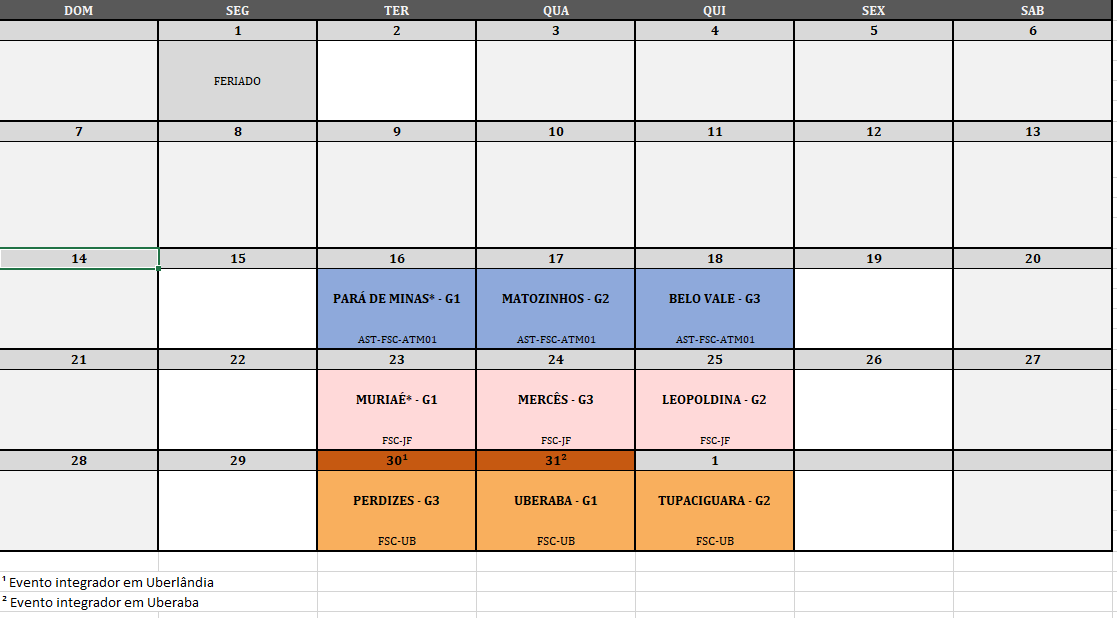 DOM SEG TER QUA QUI SEX SAB
1 2 3 4 5 6
FERIADO
7 8 9 10 11 12 13
14 15 16 17 18 19 20
PARÁ DE MINAS* - G1 MATOZINHOS - G2 BELO VALE - G3
AST-FSC-ATM01 AST-FSC-ATM01 AST-FSC-ATM01
21 22 23 24 25 26 27
MURIAÉ* - G1 MERCÊS - G3 LEOPOLDINA - G2
FSC-JF FSC-JF FSC-JF
28 29 30¹ 31² 1
PERDIZES - G3 UBERABA - G1 TUPACIGUARA - G2
FSC-UB FSC-UB FSC-UB
¹ Evento integrador em Uberlândia
² Evento integrador em Uberaba